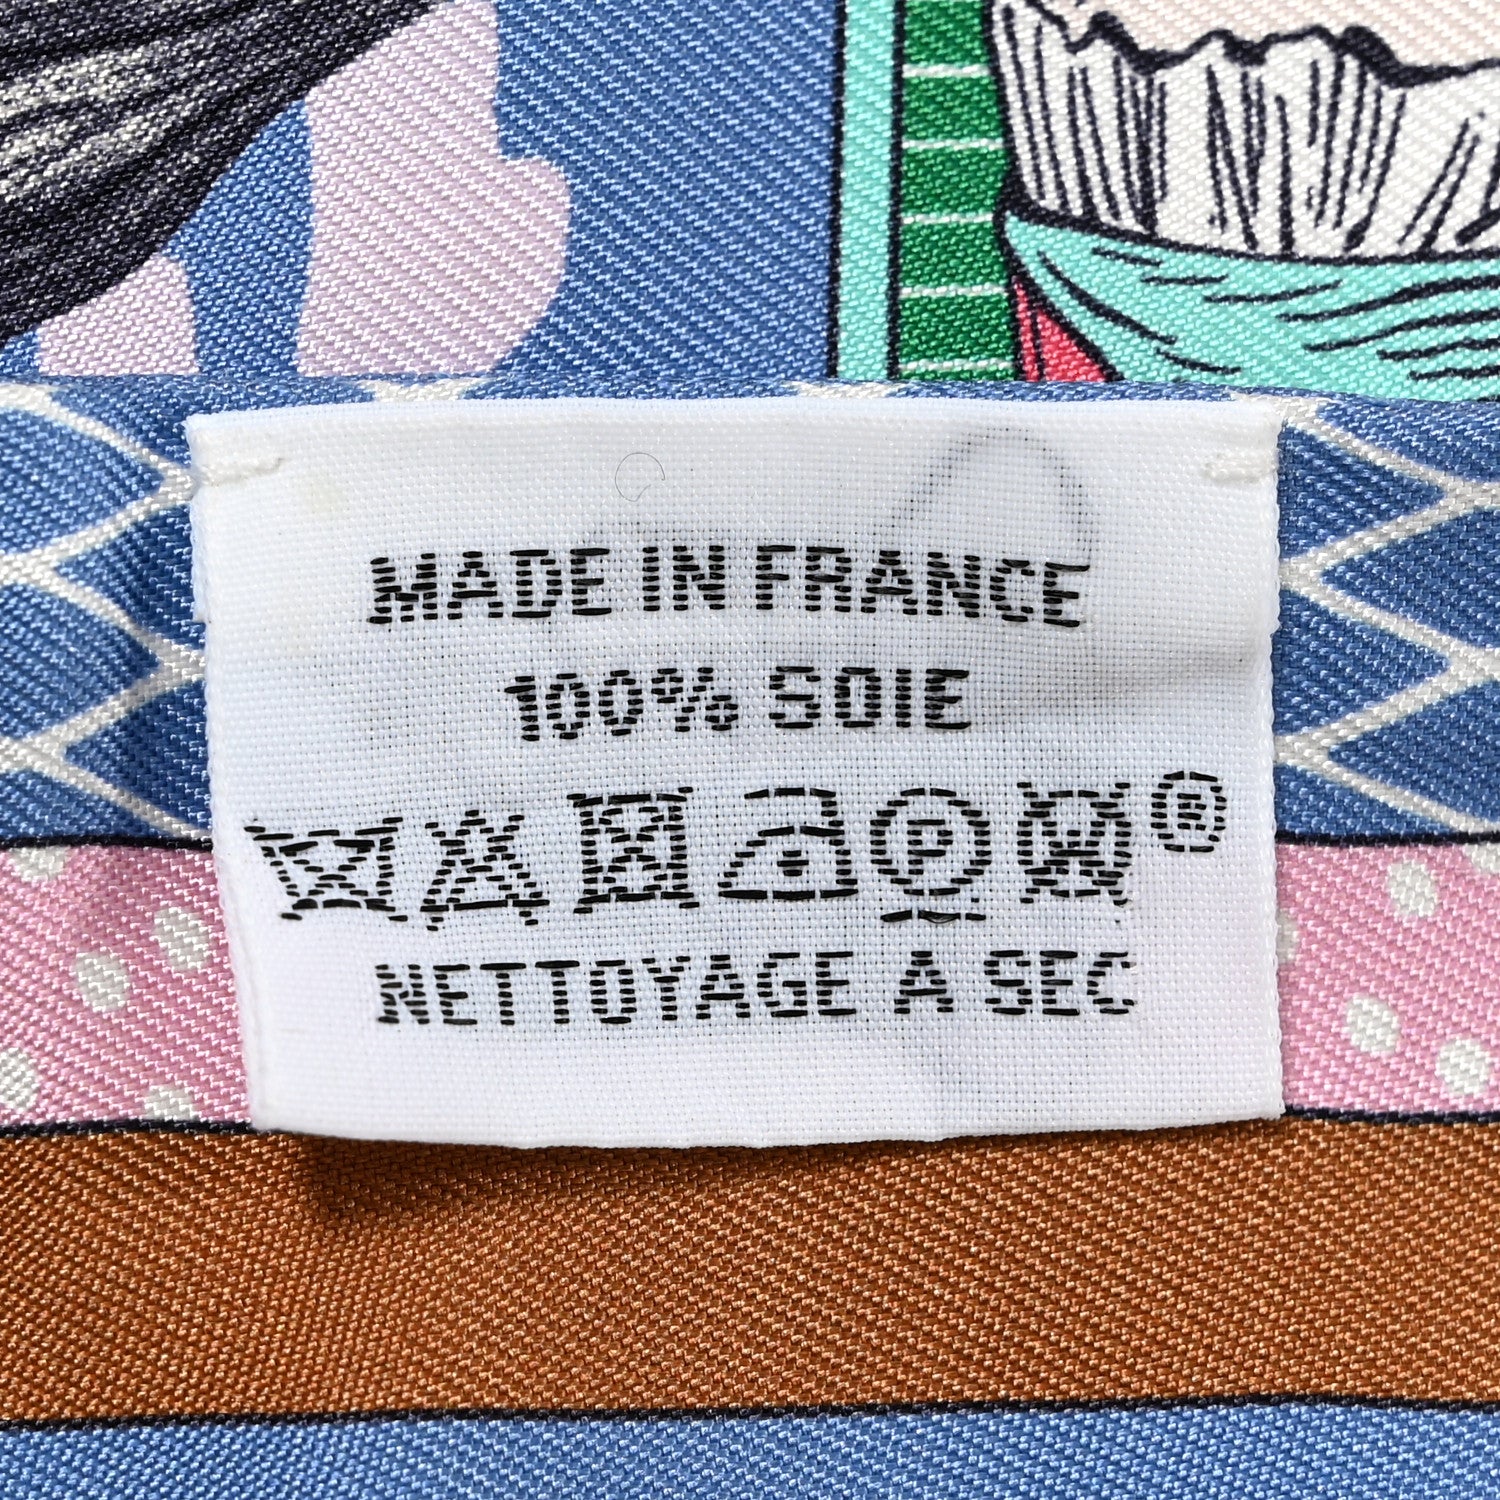 MADE IN FRANCE
100% SOIE
P W ®
NETTOYAGE A SEC